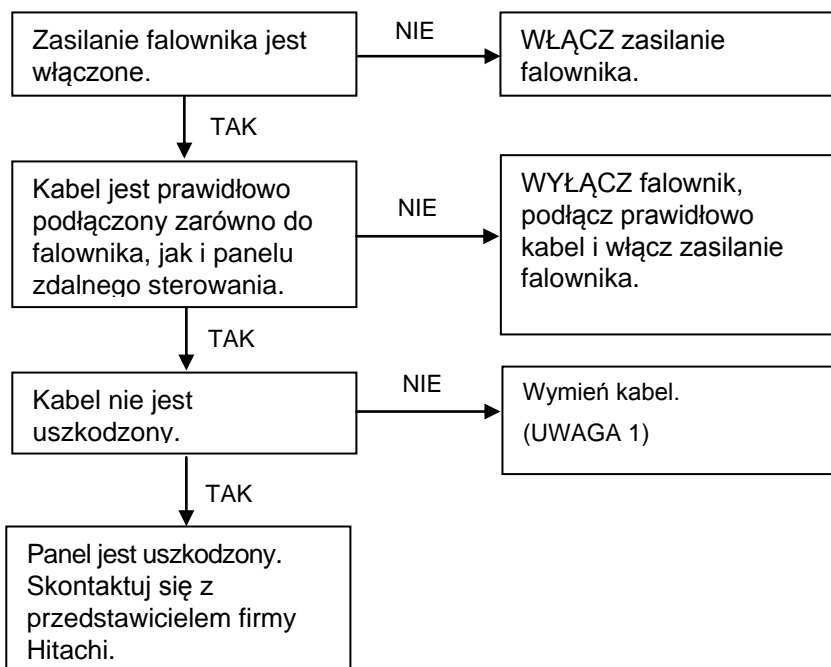 Zasilanie falownika jest
włączone.
NIE
WŁĄCZ zasilanie
falownika.
TAK
Kabel jest prawidłowo
podłączony zarówno do
falownika, jak i panelu
zdalnego sterowania.
NIE
WYŁĄCZ falownik,
podłącz prawidłowo
kabel i włącz zasilanie
falownika.
TAK
Kabel nie jest
uszkodzony.
NIE
Wymień kabel.
(UWAGA 1)
TAK
Panel jest uszkodzony.
Skontaktuj się z
przedstawicielem firmy
Hitachi.